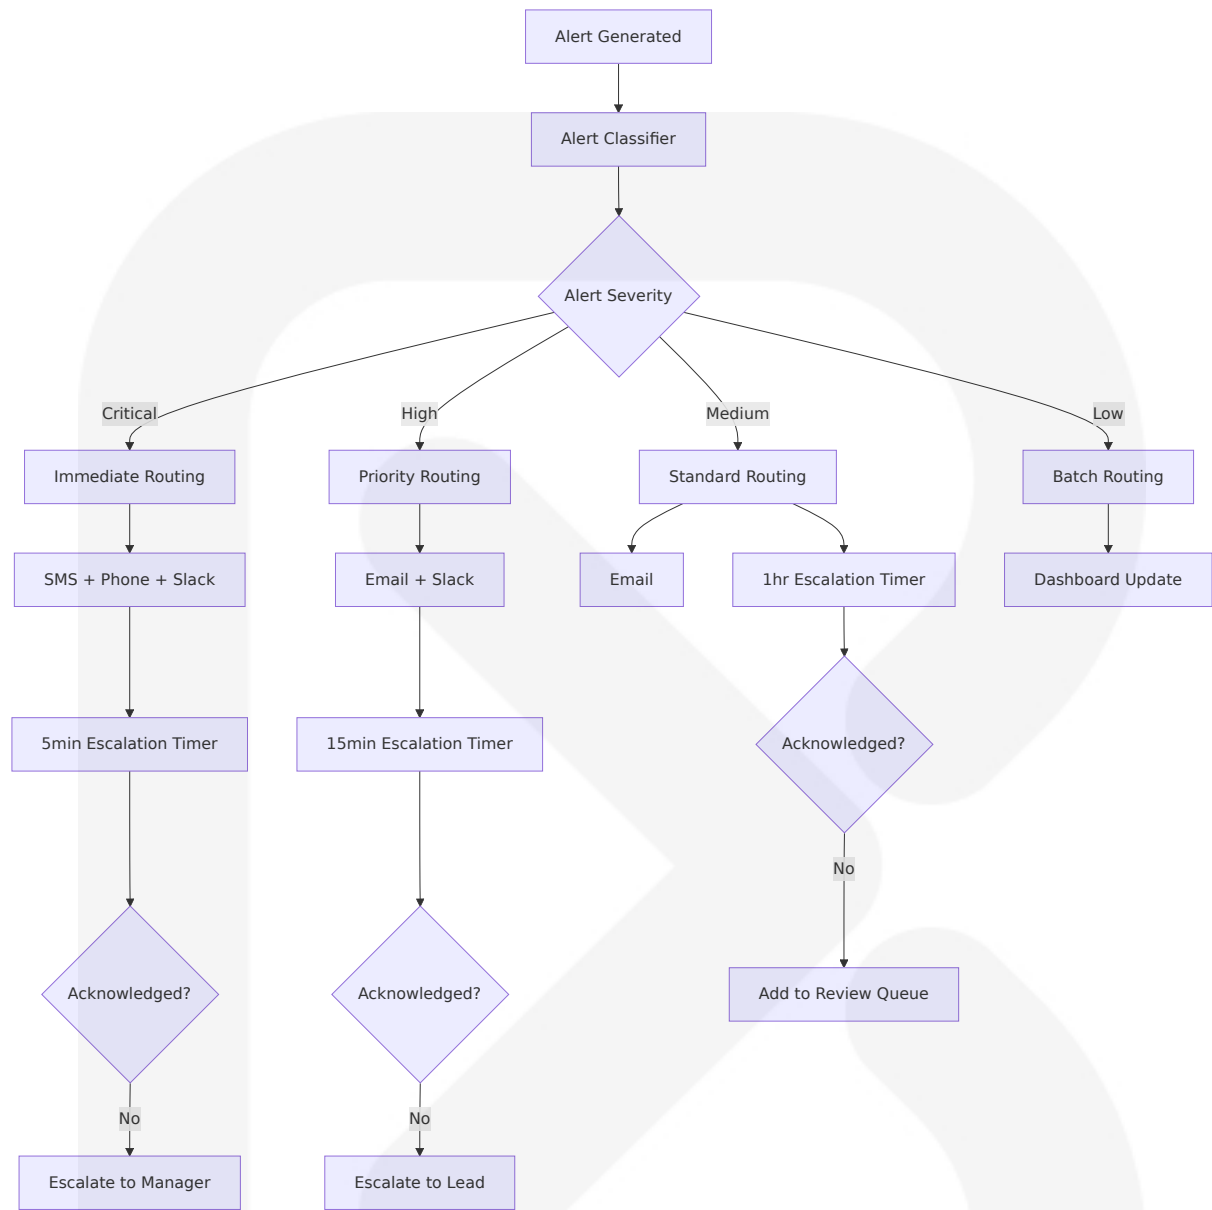 Alert Generated
Alert Classifier
Alert Severity
Critical
High
Medium
Low
Immediate Routing
Priority Routing
Standard Routing
Batch Routing
SMS + Phone + Slack
Email + Slack
Email
1hr Escalation Timer
Dashboard Update
5min Escalation Timer
15min Escalation Timer
Acknowledged?
No
Acknowledged?
Acknowledged?
Add to Review Queue
No
No
Escalate to Manager
Escalate to Lead